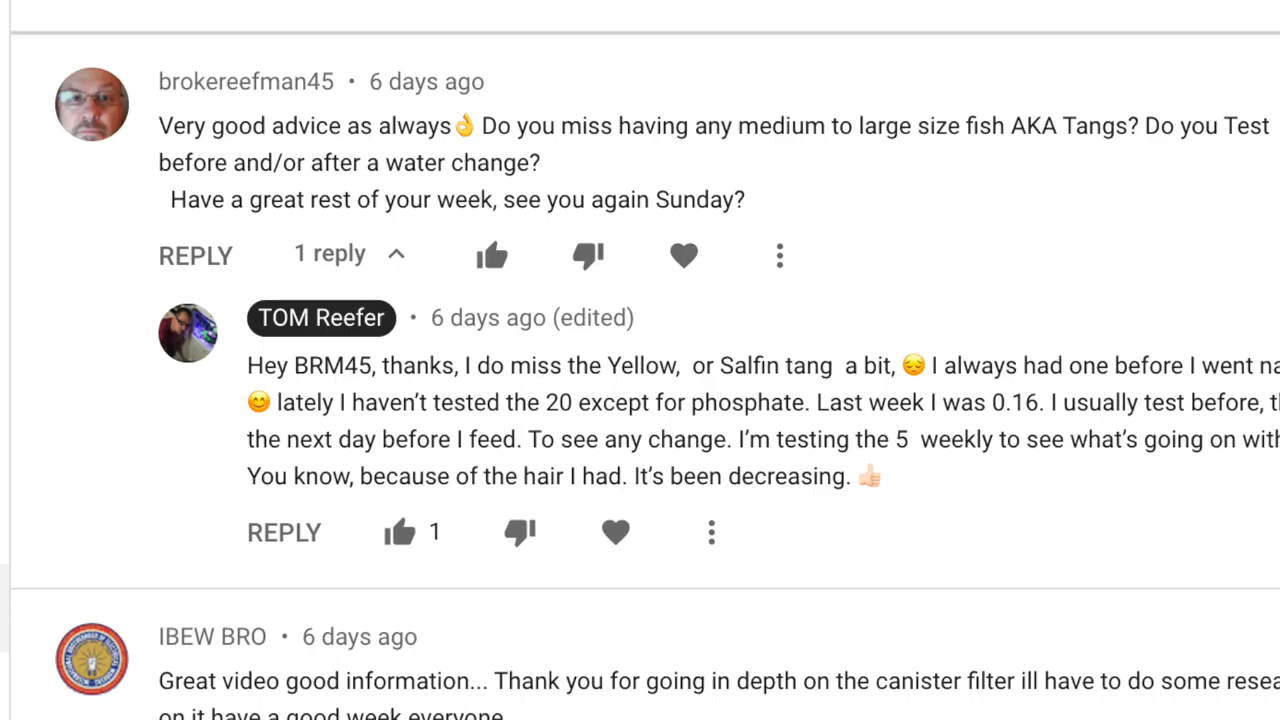 brokereefman45 • 6 days ago
Very good advice as always👌 Do you miss having any medium to large size fish AKA Tangs? Do you Test
before and/or after a water change?
Have a great rest of your week, see you again Sunday?
REPLY 1 reply
TOM Reefer • 6 days ago (edited)
Hey BRM45, thanks, I do miss the Yellow, or Salfin tang a bit, 😔 I always had one before I went
😊 lately I haven't tested the 20 except for phosphate. Last week I was 0.16. I usually test before,
the next day before I feed. To see any change. I'm testing the 5 weekly to see what's going on with
You know, because of the hair I had. It's been decreasing. 👍🏻
REPLY 1
IBEW BRO • 6 days ago
Great video good information... Thank you for going in depth on the canister filter ill have to do some
on it have a good week everyone